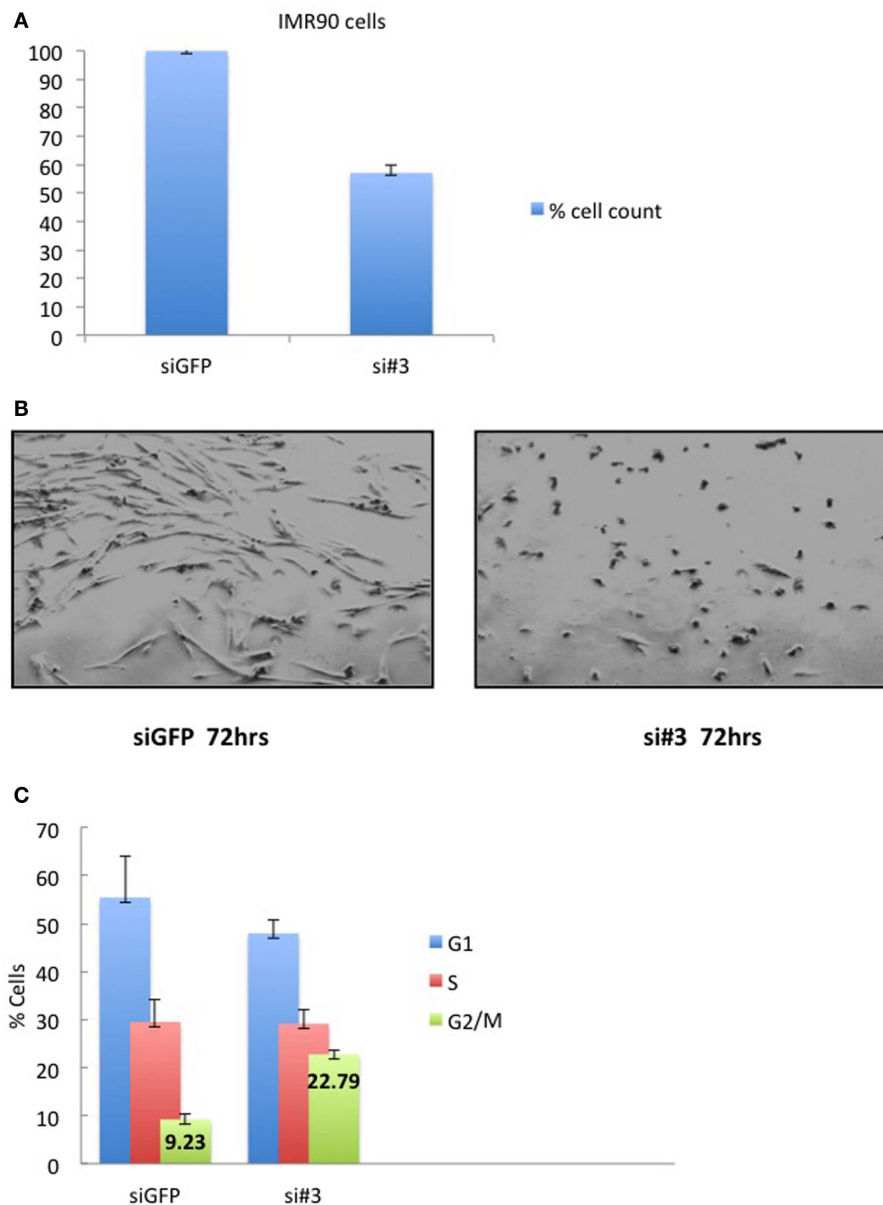 A
IMR90 cells
100
90
80
70
60
50
40
30
20
10
0
siGFP
si#3
% cell count
B
siGFP 72hrs
si#3 72hrs
C
% Cells
70
60
50
40
30
20
10
0
9.23
22.79
siGFP
si#3
G1
S
G2/M